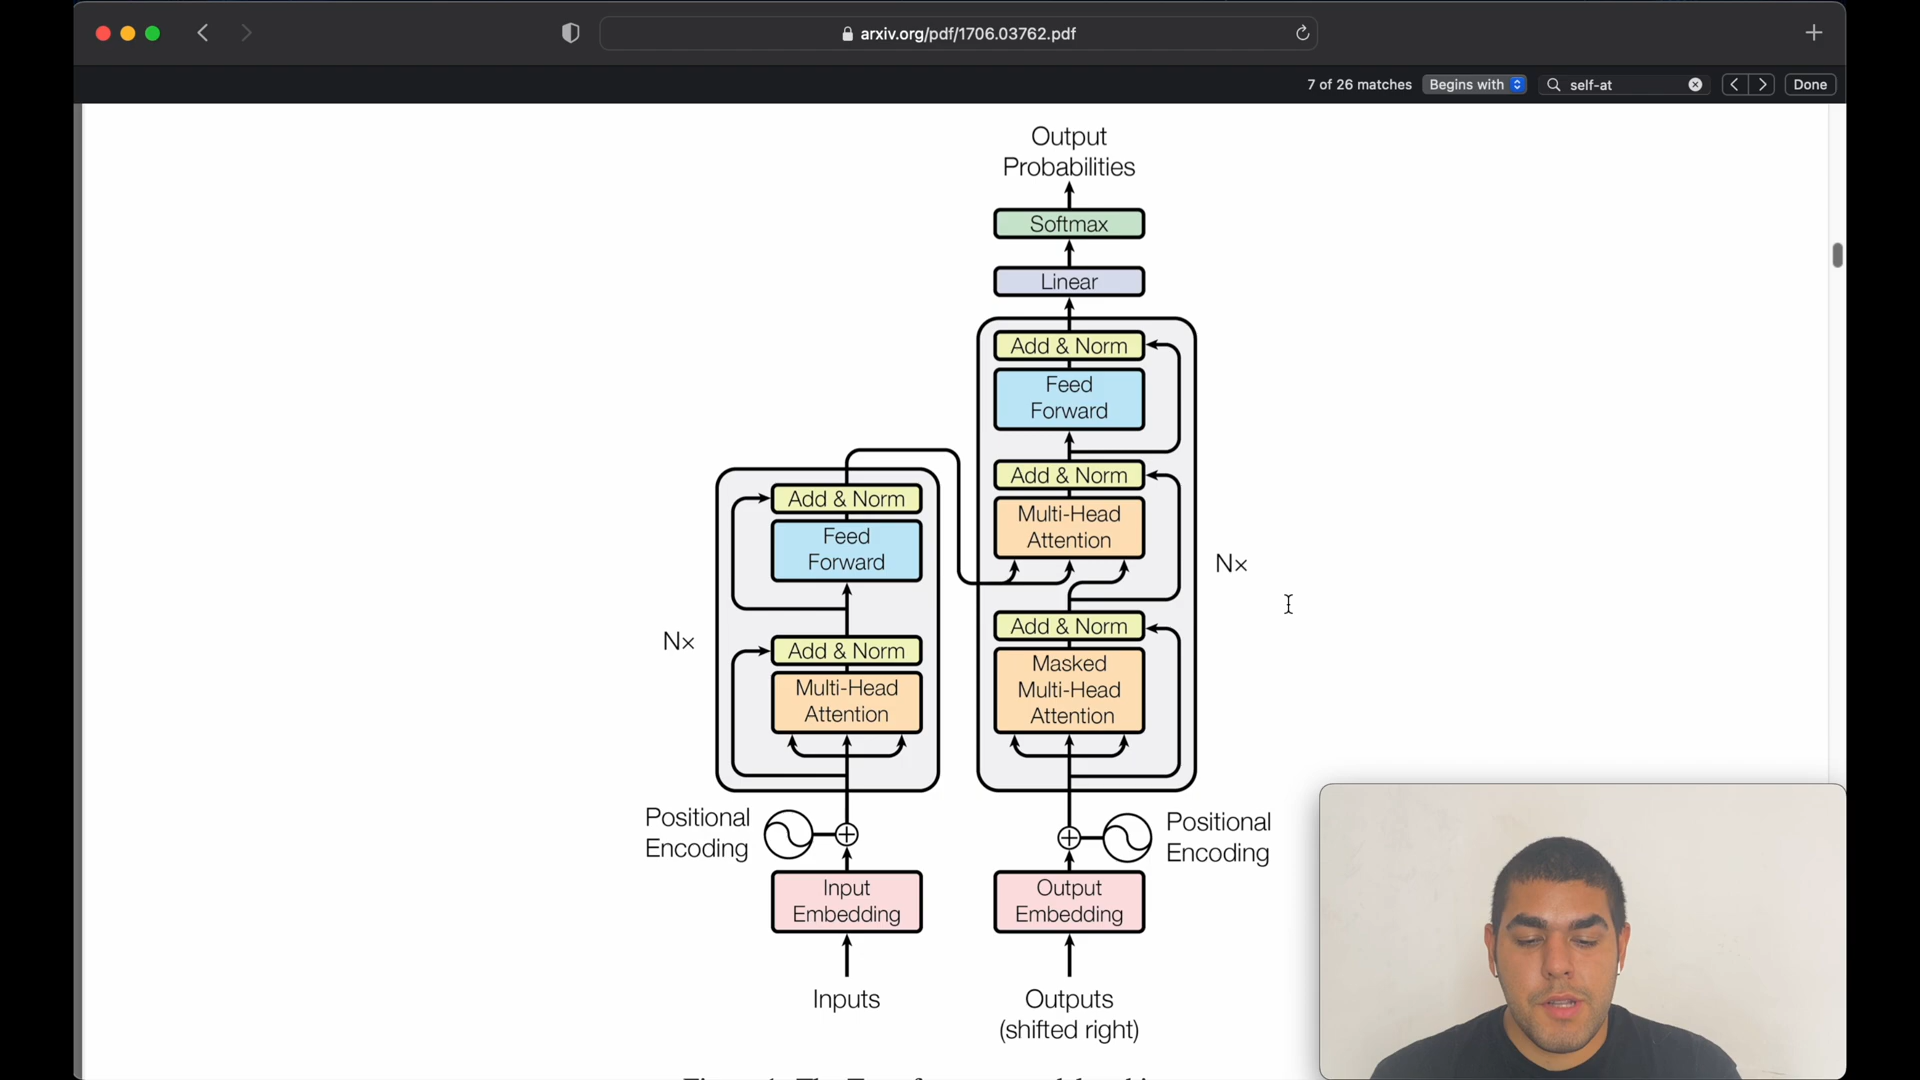 arxiv.org/pdf/1706.03762.pdf
7 of 26 matches
Begins with
self-at
Done
Output
Probabilities
Softmax
Linear
Add & Norm
Feed
Forward
Add & Norm
Multi-Head
Attention
Nx
Add & Norm
Masked
Multi-Head
Attention
Add & Norm
Feed
Forward
Nx
Add & Norm
Multi-Head
Attention
Positional
Encoding
Positional
Encoding
Input
Embedding
Output
Embedding
Inputs
Outputs
(shifted right)